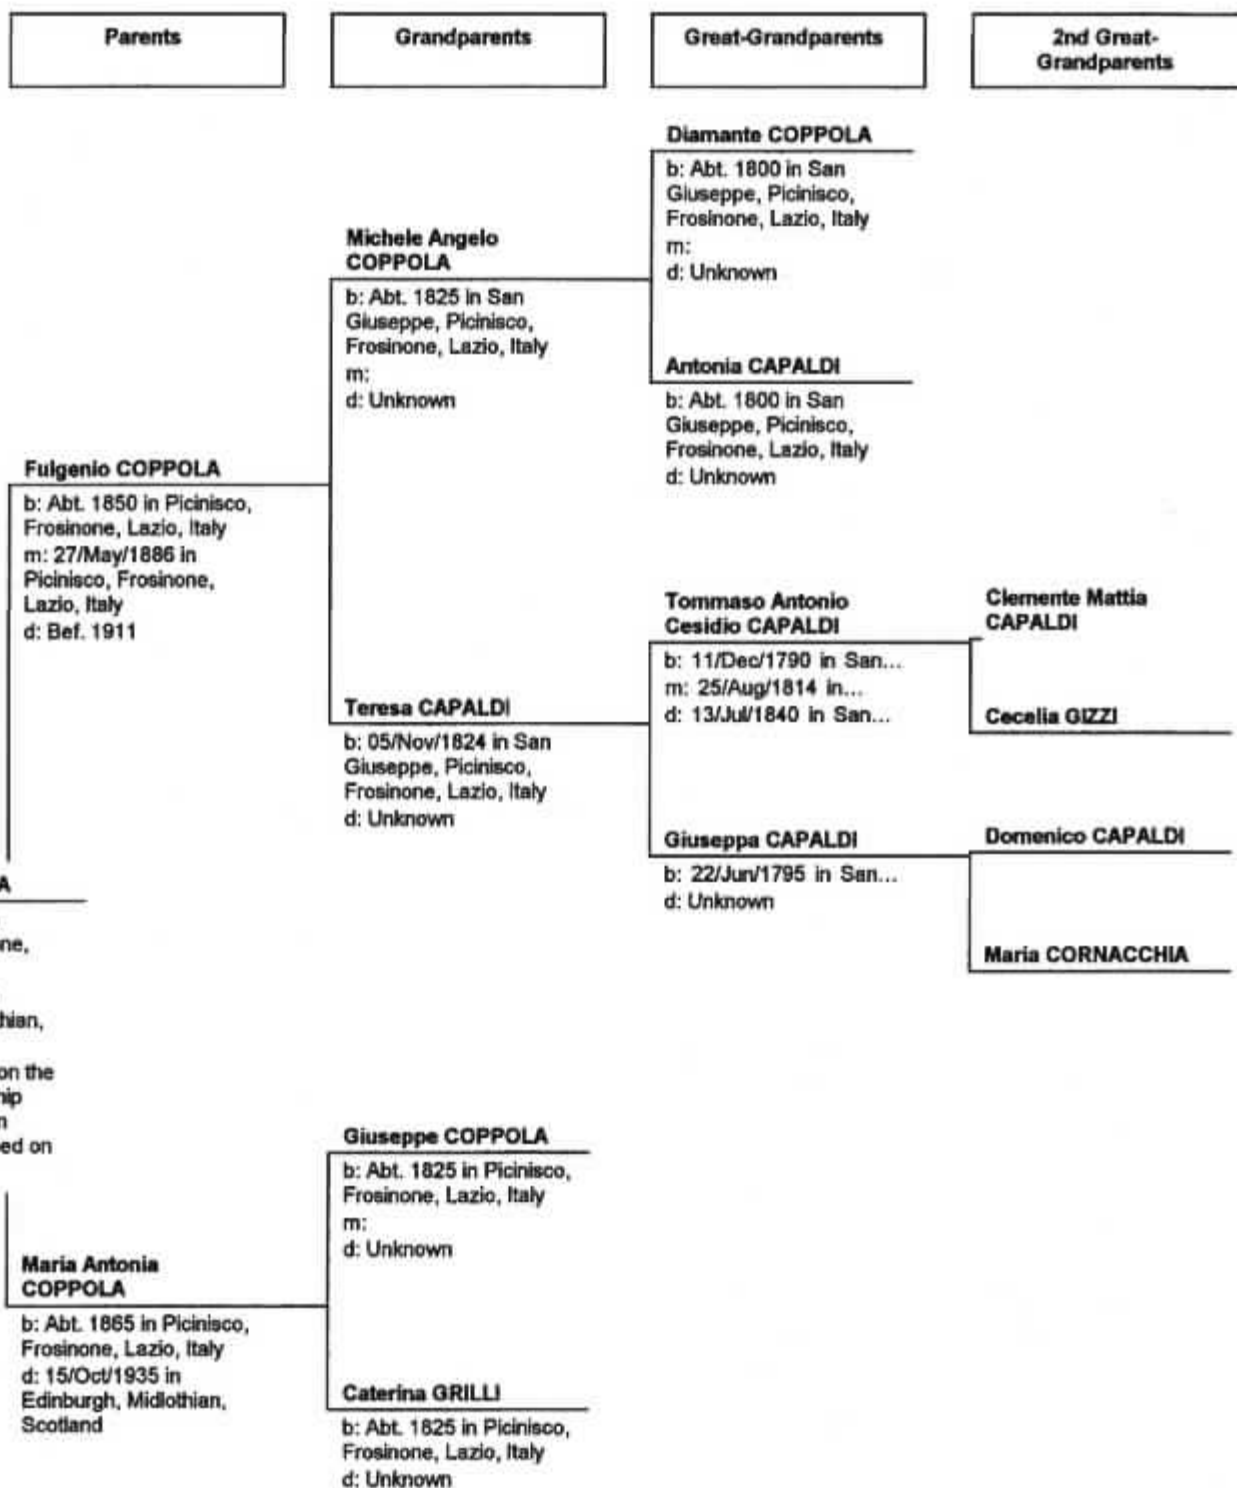 Parents
Grandparents
Great-Grandparents
2nd Great-
Grandparents
Diamante COPPOLA
b: Abt. 1800 in San
Giuseppe, Picinisco,
Frosinone, Lazio, Italy
m:
d: Unknown
Michele Angelo
COPPOLA
b: Abt. 1825 in San
Giuseppe, Picinisco,
Frosinone, Lazio, Italy
m:
d: Unknown
Antonia CAPALDI
b: Abt. 1800 in San
Giuseppe, Picinisco,
Frosinone, Lazio, Italy
d: Unknown
Fulgenio COPPOLA
b: Abt. 1850 in Picinisco,
Frosinone, Lazio, Italy
m: 27/May/1886 in
Picinisco, Frosinone,
Lazio, Italy
d: Bef. 1911
Tommaso Antonio
Cesidio CAPALDI
b: 11/Dec/1790 in San...
m: 25/Aug/1814 in...
d: 13/Jul/1840 in San...
Clemente Mattia
CAPALDI
Cecelia GIZZI
Teresa CAPALDI
b: 05/Nov/1824 in San
Giuseppe, Picinisco,
Frosinone, Lazio, Italy
d: Unknown
Giuseppa CAPALDI
b: 22/Jun/1795 in San...
d: Unknown
Domenico CAPALDI
Maria CORNACCHIA
A
ne,
hian,
on the
hip
n
ed on
Giuseppe COPPOLA
b: Abt. 1825 in Picinisco,
Frosinone, Lazio, Italy
m:
d: Unknown
Maria Antonia
COPPOLA
b: Abt. 1865 in Picinisco,
Frosinone, Lazio, Italy
d: 15/Oct/1935 in
Edinburgh, Midlothian,
Scotland
Caterina GRILLI
b: Abt. 1825 in Picinisco,
Frosinone, Lazio, Italy
d: Unknown